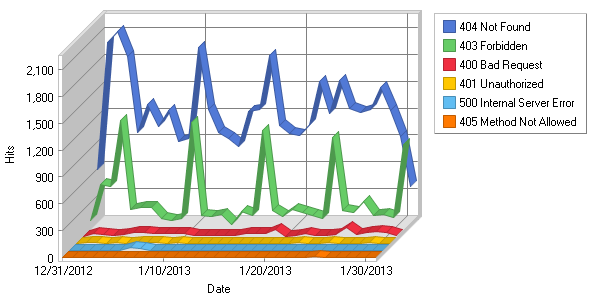 404 Not Found
403 Forbidden
400 Bad Request
401 Unauthorized
500 Internal Server Error
405 Method Not Allowed
Hits
2,100
1,800
1,500
1,200
900
600
300
0
12/31/2012 1/10/2013 1/20/2013 1/30/2013
Date